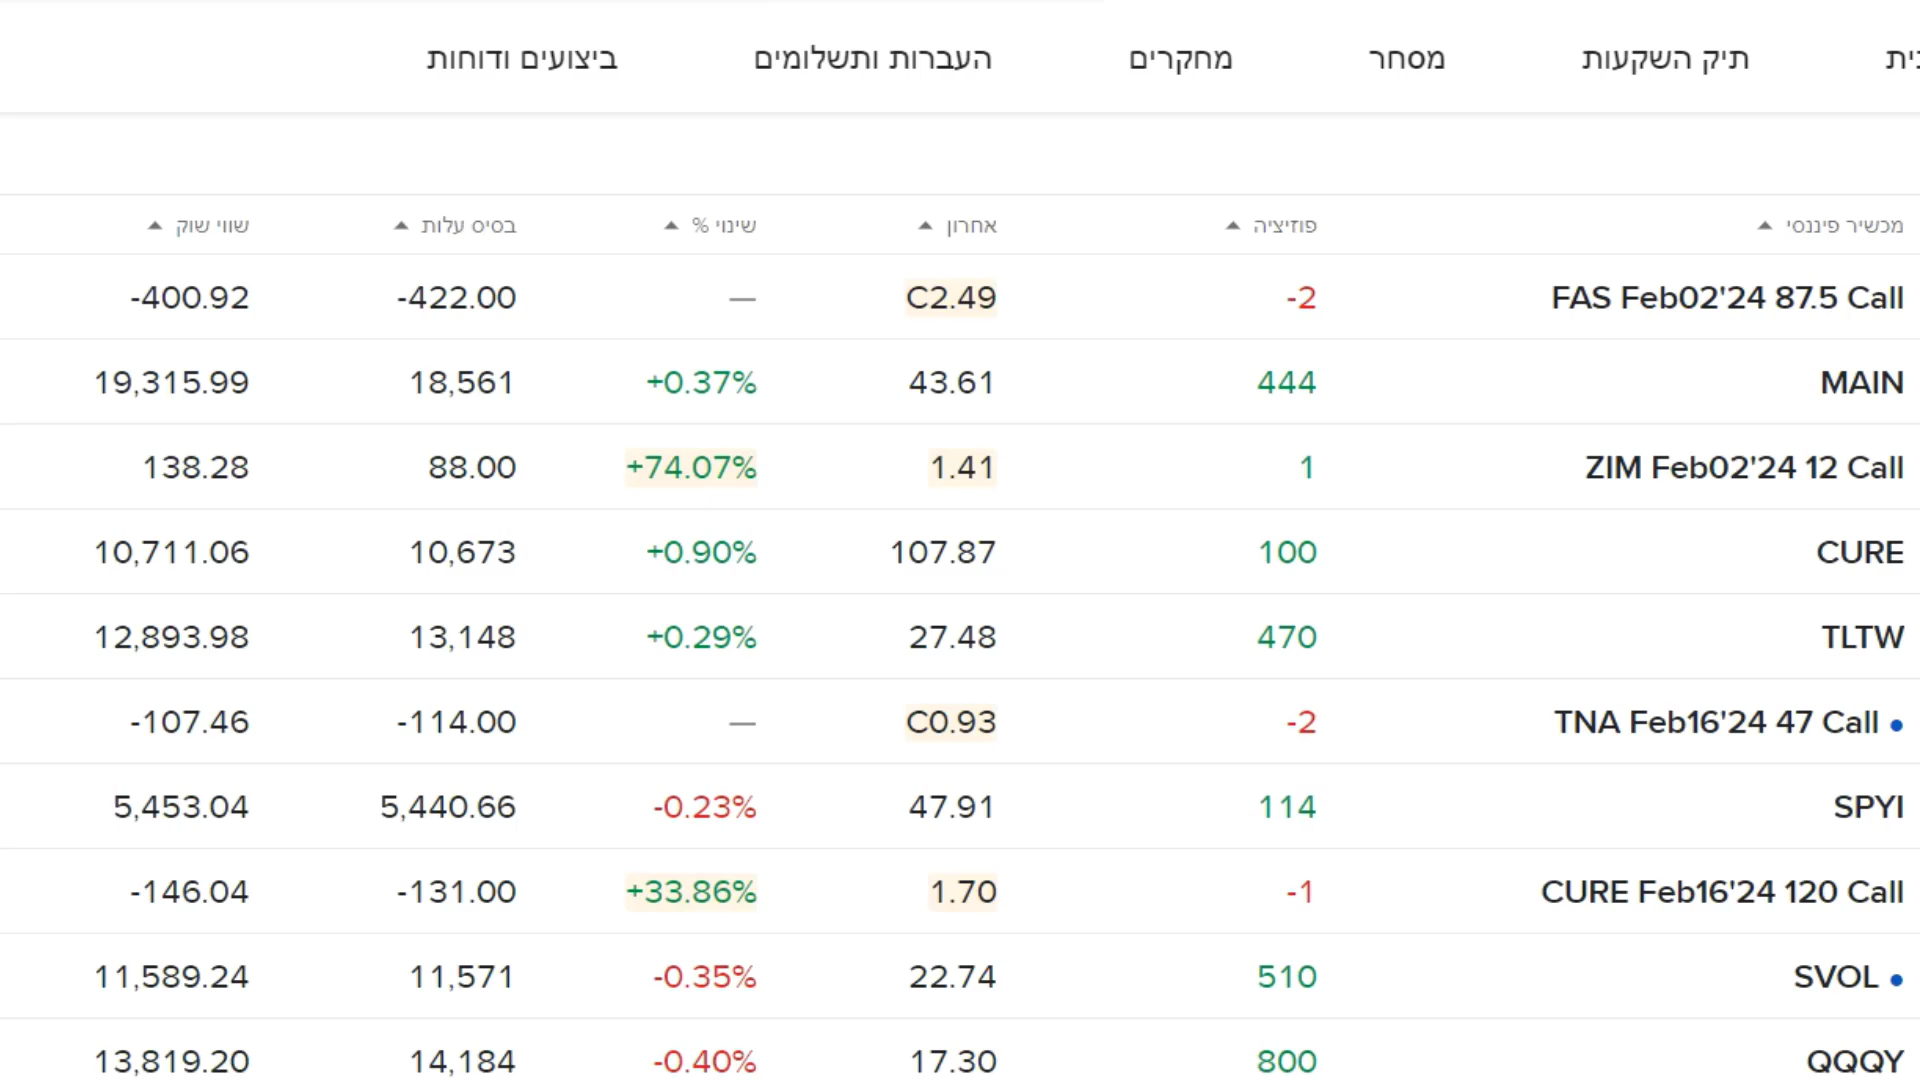 תיק השקעות מסחר מחקרים העברות ותשלומים ביצועים ודוחות
מכשיר פיננסי ▲ פוזיציה ▲ אחרון ▲ שינוי % ▲ בסיס עלות ▲ שווי שוק ▲
FAS Feb02'24 87.5 Call -2 C2.49 — -422.00 -400.92
MAIN 444 43.61 +0.37% 18,561 19,315.99
ZIM Feb02'24 12 Call 1 1.41 +74.07% 88.00 138.28
CURE 100 107.87 +0.90% 10,673 10,711.06
TLTW 470 27.48 +0.29% 13,148 12,893.98
TNA Feb16'24 47 Call • -2 C0.93 — -114.00 -107.46
SPYI 114 47.91 -0.23% 5,440.66 5,453.04
CURE Feb16'24 120 Call -1 1.70 +33.86% -131.00 -146.04
SVOL • 510 22.74 -0.35% 11,571 11,589.24
QQQY 800 17.30 -0.40% 14,184 13,819.20